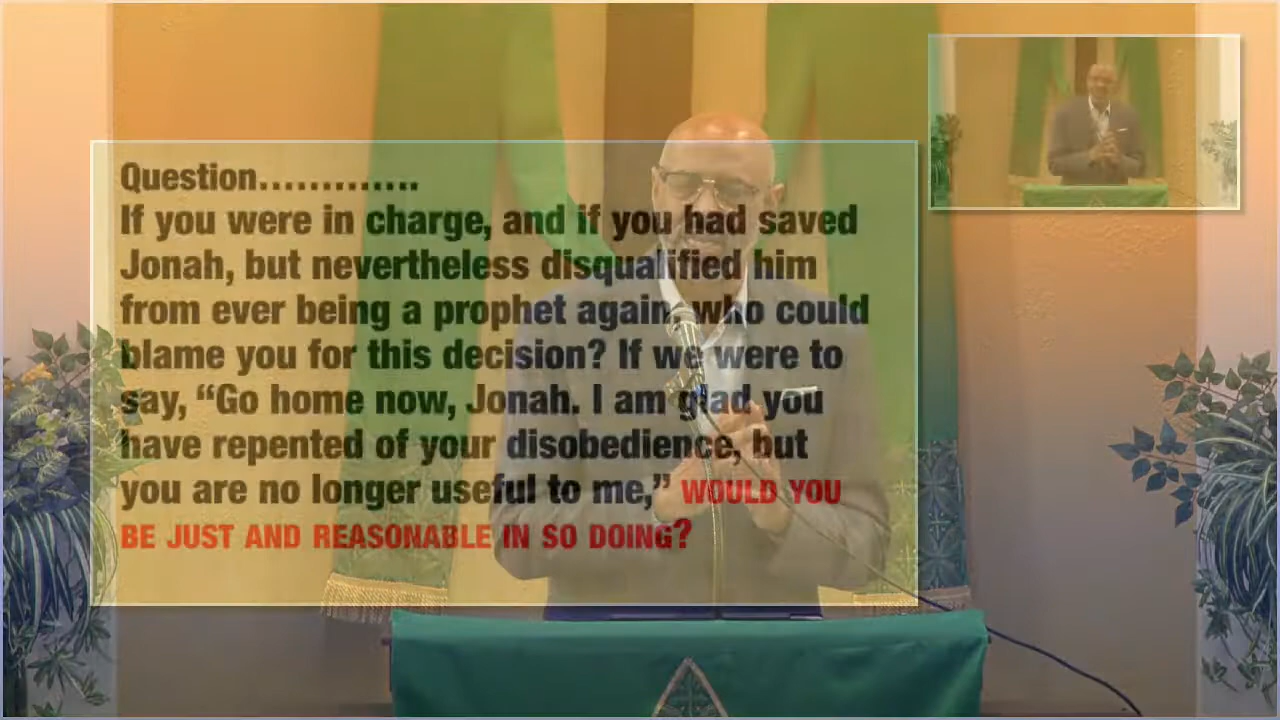 Question.............
If you were in charge, and if you had saved
Jonah, but nevertheless disqualified him
from ever being a prophet again, who could
blame you for this decision? If we were to
say, “Go home now, Jonah. I am glad you
have repented of your disobedience, but
you are no longer useful to me,” WOULD YOU
BE JUST AND REASONABLE IN SO DOING?